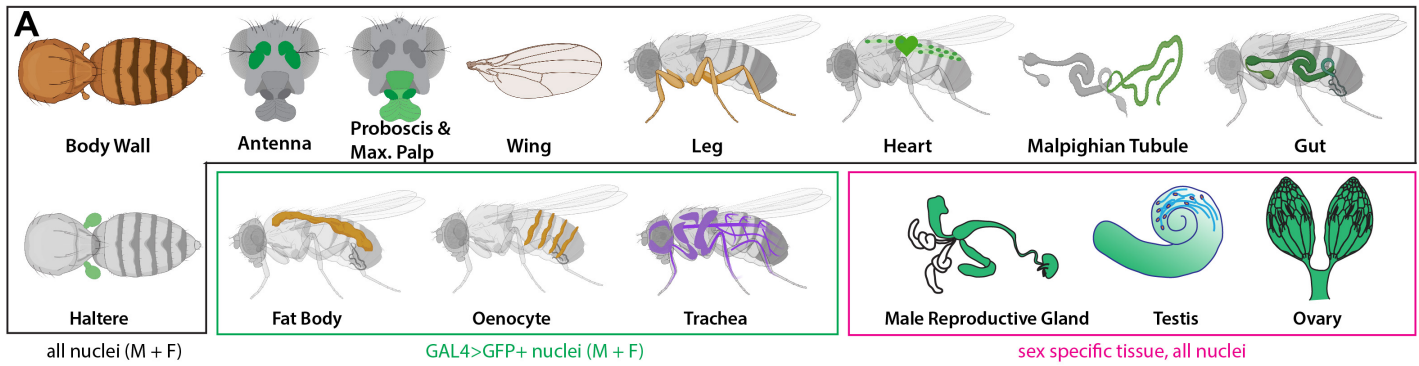 A
Body Wall
Antenna
Proboscis &
Max. Palp
Wing
Leg
Heart
Malpighian Tubule
Gut
Haltere
Fat Body
Oenocyte
Trachea
Male Reproductive Gland
Testis
Ovary
all nuclei (M + F)
GAL4>GFP+ nuclei (M + F)
sex specific tissue, all nuclei